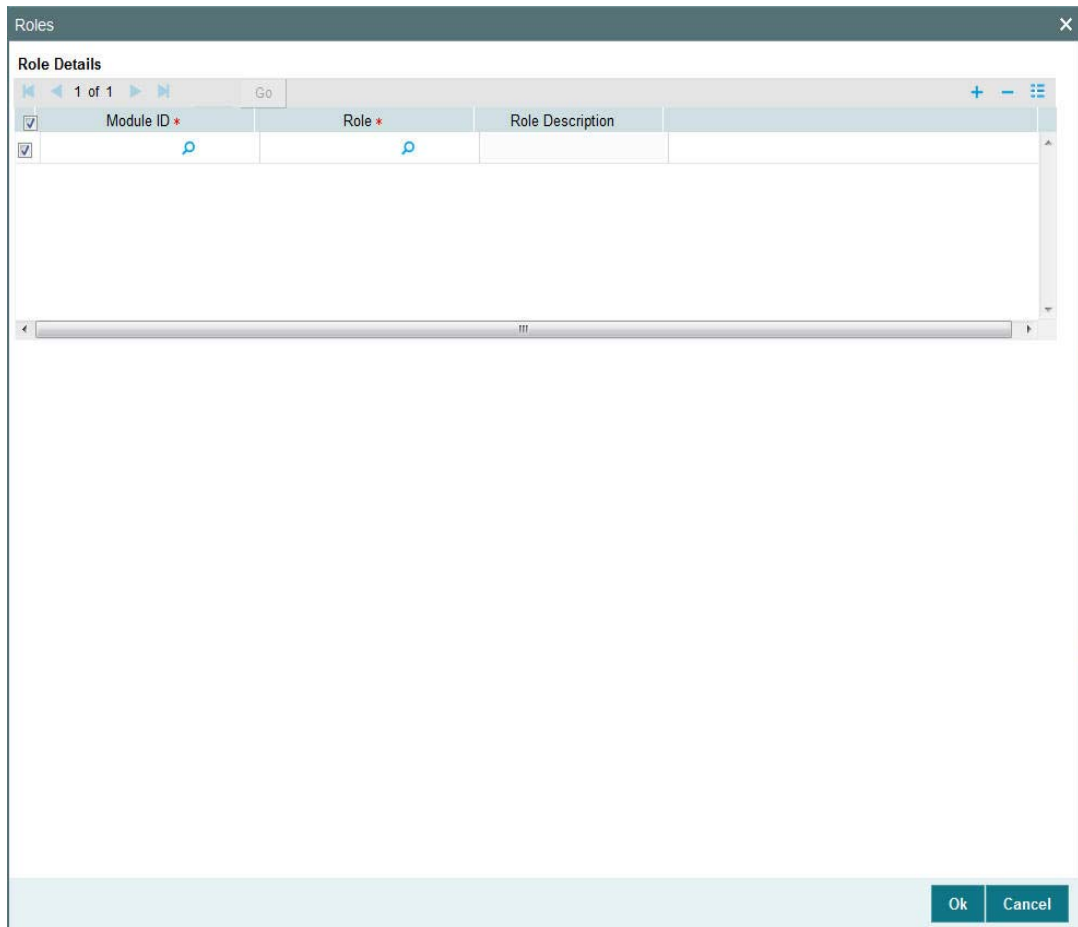 Roles
Role Details
1 of 1 Go
Module ID * Role * Role Description
Ok Cancel